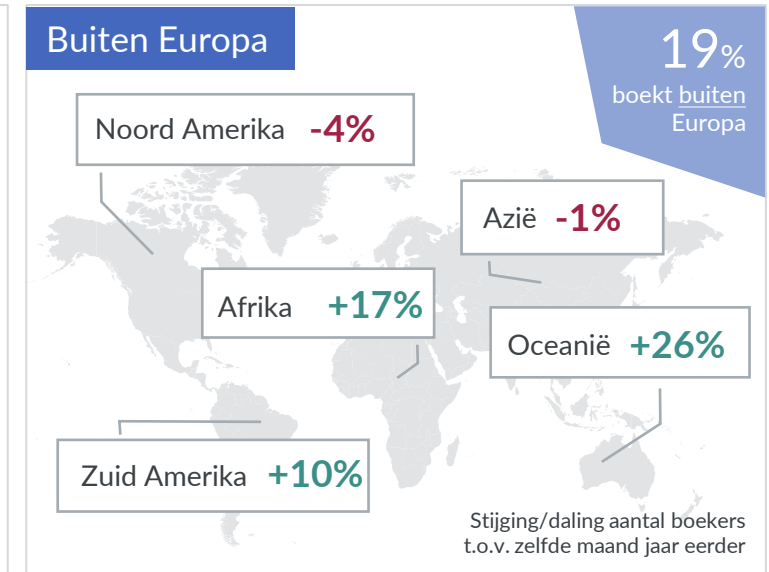 Buiten Europa
19%
boekt buiten
Europa
Noord Amerika -4%
Azië -1%
Afrika +17%
Oceanië +26%
Zuid Amerika +10%
Stijging/daling aantal boekers
t.o.v. zelfde maand jaar eerder